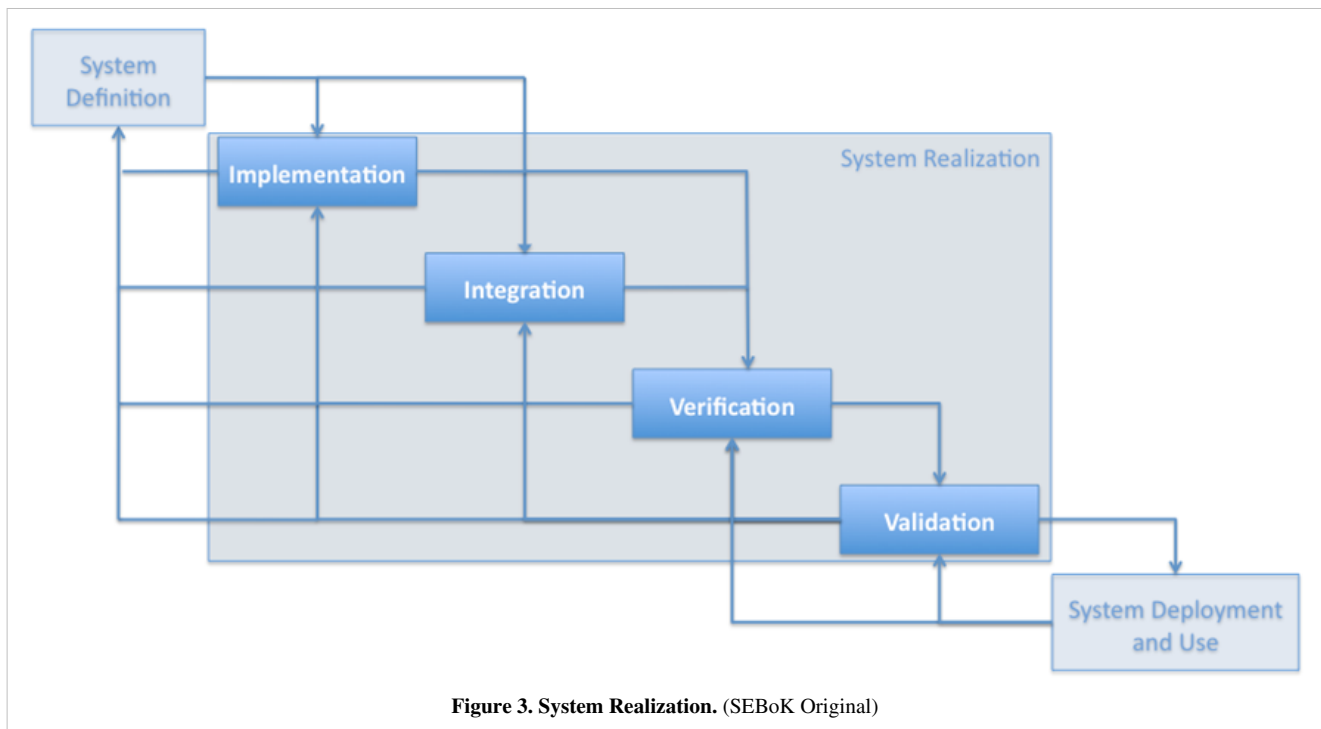 System
Definition
System Realization
Implementation
Integration
Verification
Validation
System Deployment
and Use
Figure 3. System Realization. (SEBoK Original)